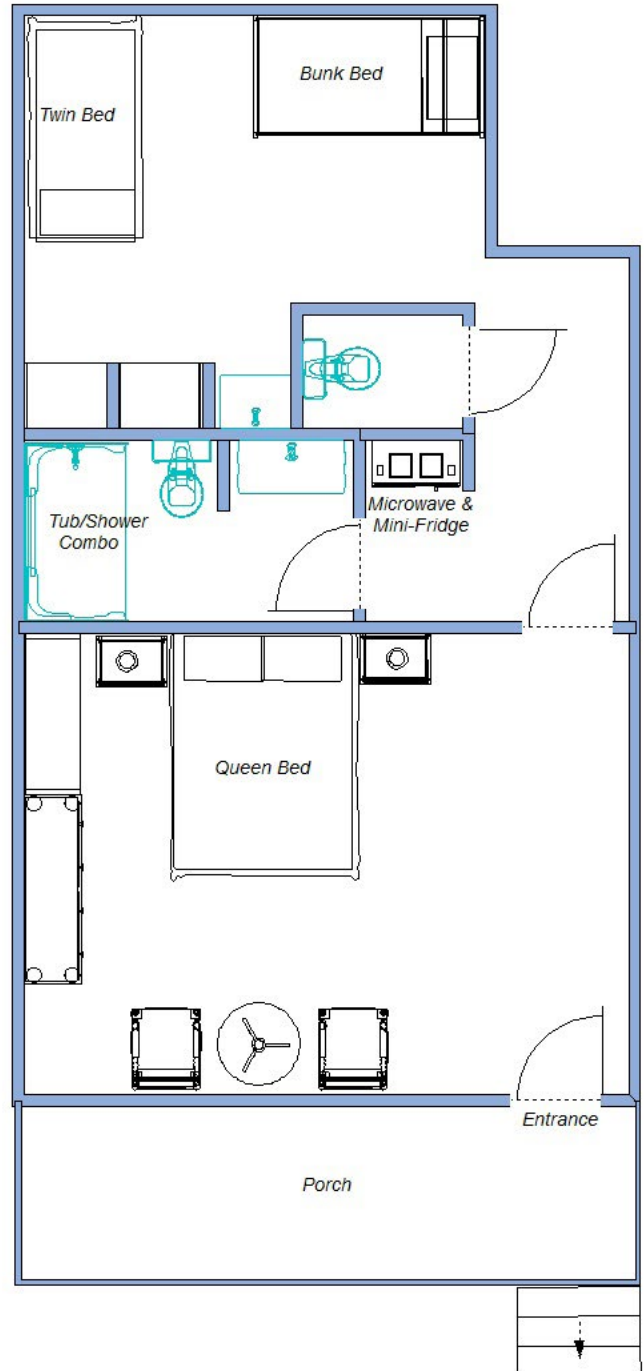 Bunk Bed
Twin Bed
Tub/Shower
Combo
Microwave &
Mini-Fridge
Queen Bed
Entrance
Porch